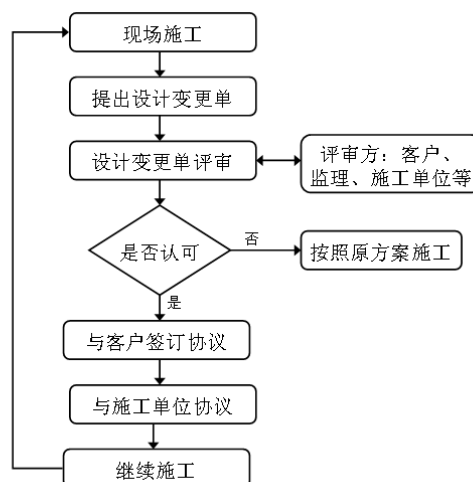 现场施工
提出设计变更单
设计变更单评审
评审方：客户、
监理、施工单位等
是否认可
否
按照原方案施工
是
与客户签订协议
与施工单位协议
继续施工